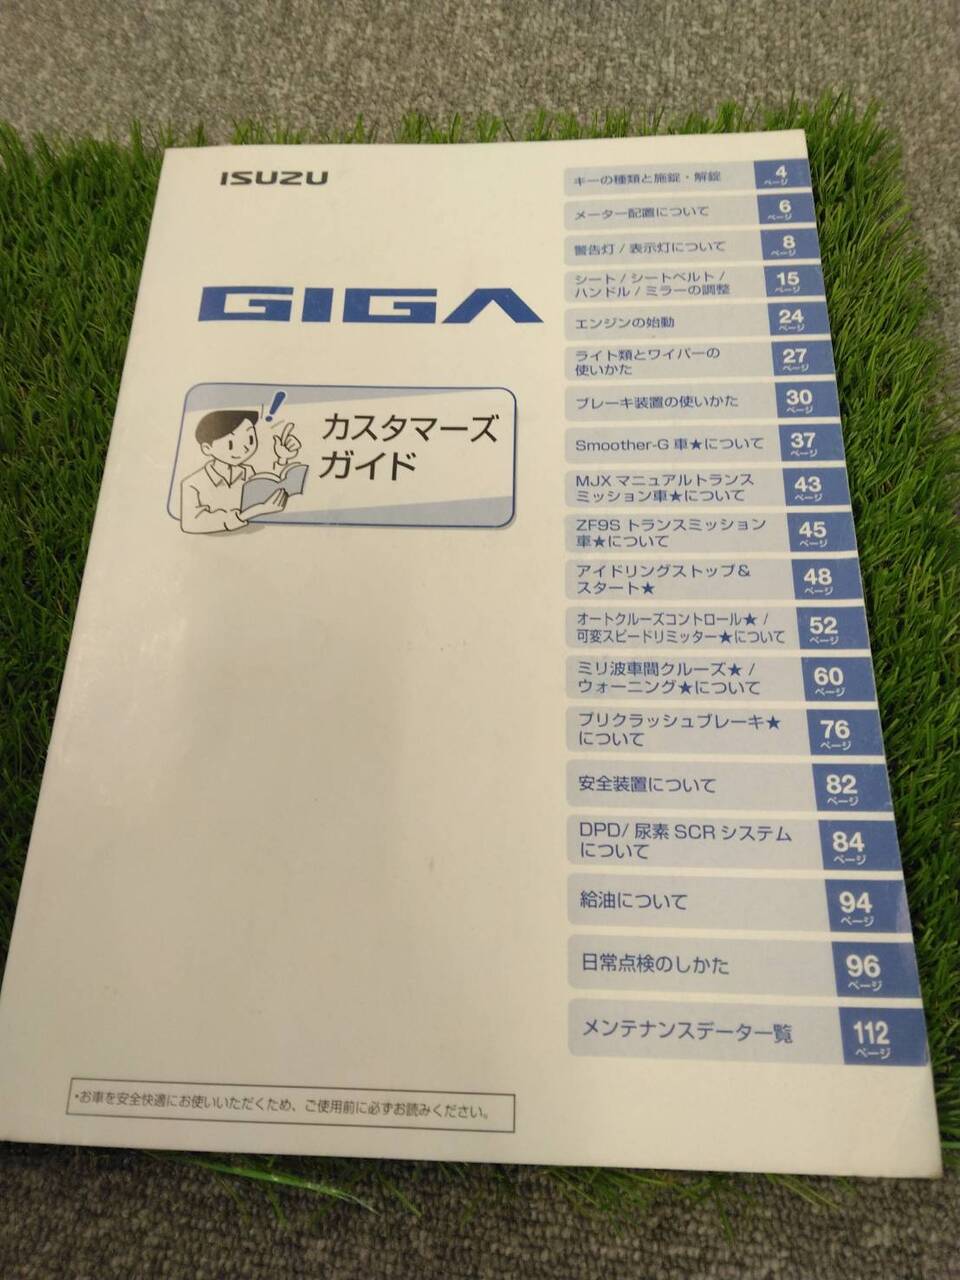 ISUZU
GIGA
!
カスタマーズ
ガイド
キーの種類と施錠・解錠
4
ページ
メーター配置について
6
ページ
警告灯 / 表示灯について
8
ページ
シート / シートベルト /
ハンドル / ミラーの調整
15
ページ
エンジンの始動
24
ページ
ライト類とワイパーの
使いかた
27
ページ
ブレーキ装置の使いかた
30
ページ
Smoother-G 車★について
37
ページ
MJX マニュアルトランス
ミッション車★について
43
ページ
ZF9S トランスミッション
車★について
45
ページ
アイドリングストップ&
スタート★
48
ページ
オートクルーズコントロール★ /
可変スピードリミッター★について
52
ページ
ミリ波車間クルーズ★ /
ウォーニング★について
60
ページ
プリクラッシュブレーキ★
について
76
ページ
安全装置について
82
ページ
DPD/ 尿素 SCR システム
について
84
ページ
給油について
94
ページ
日常点検のしかた
96
ページ
メンテナンスデータ一覧
112
ページ
•お車を安全快適にお使いいただくため、ご使用前に必ずお読みください。